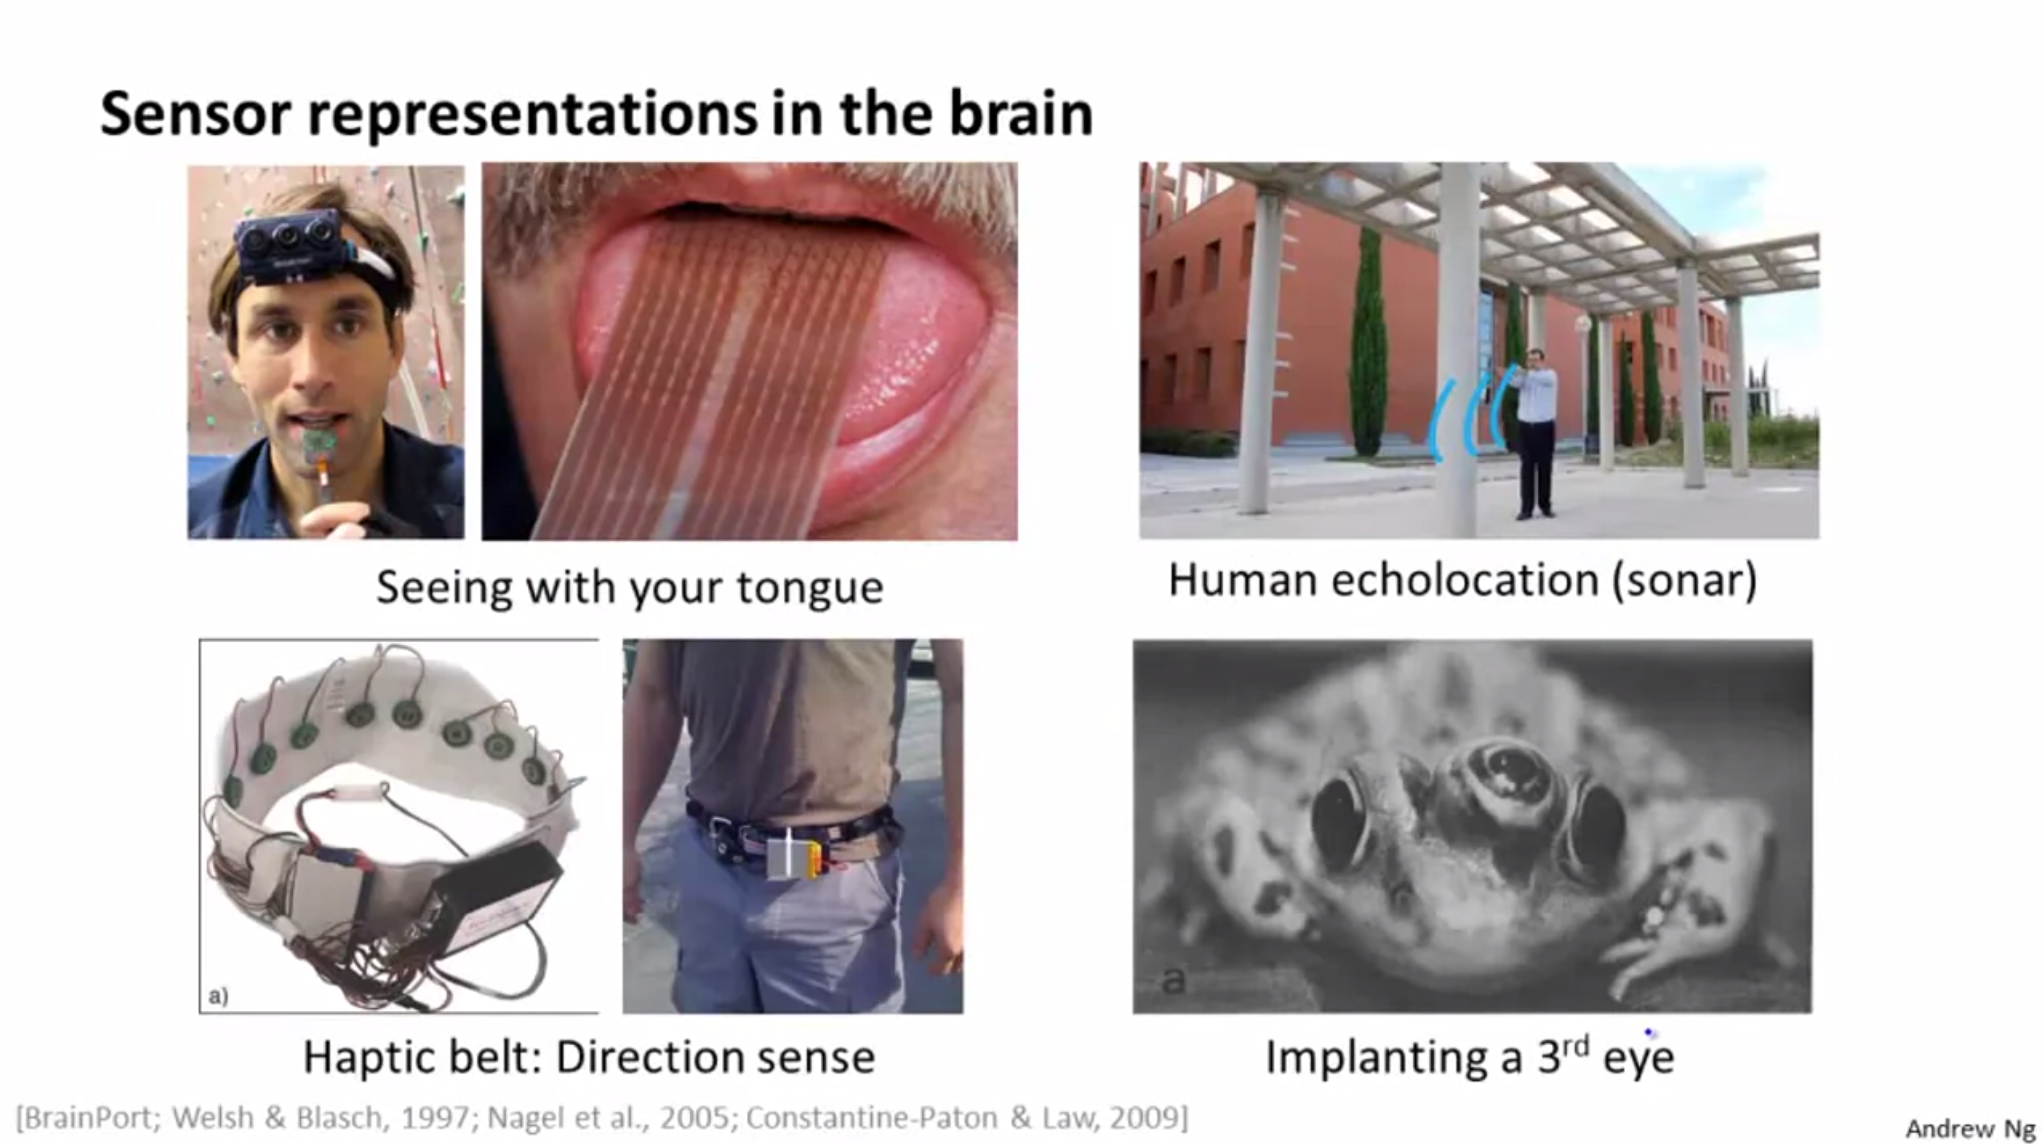 Sensor representations in the brain
Seeing with your tongue
Human echolocation (sonar)
a)
a
Haptic belt: Direction sense
Implanting a 3rd eye
[BrainPort; Welsh & Blasch, 1997; Nagel et al., 2005; Constantine-Paton & Law, 2009]
Andrew Ng